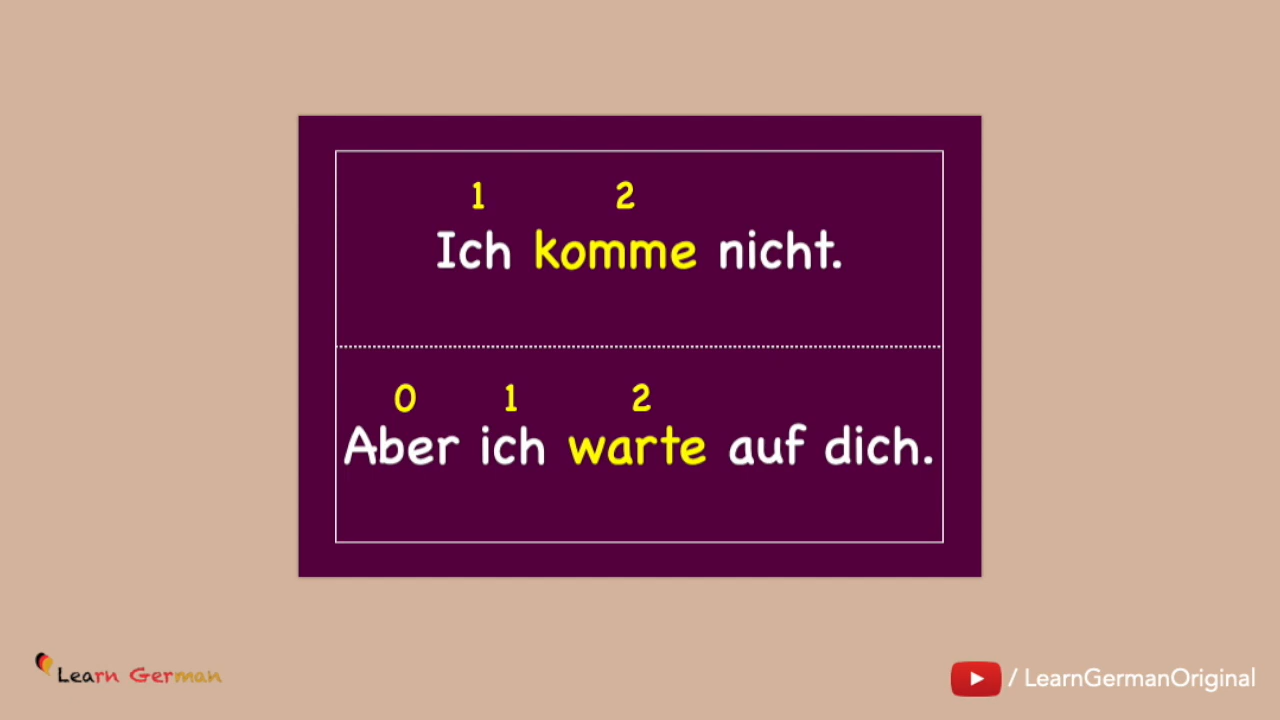 1 2
Ich komme nicht.
0 1 2
Aber ich warte auf dich.
Learn German
/ LearnGermanOriginal